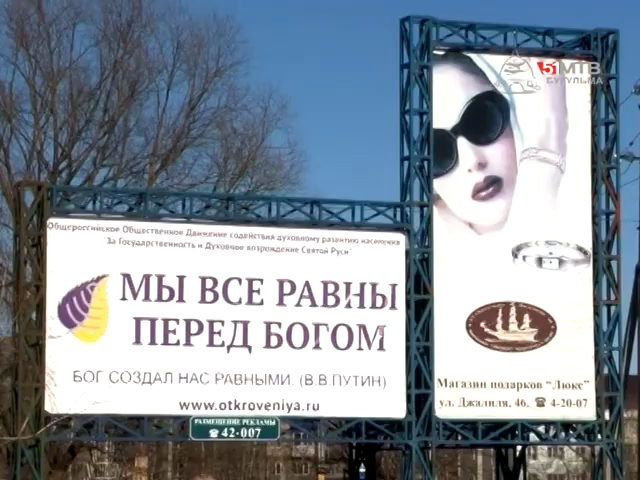 Общероссийское Общественное Движение содействия духовному развитию населения
"За Государственность и Духовное возрождение Святой Руси"
МЫ ВСЕ РАВНЫ
ПЕРЕД БОГОМ
БОГ СОЗДАЛ НАС РАВНЫМИ. (В.В.ПУТИН)
www.otkroveniya.ru
РАЗМЕЩЕНИЕ РЕКЛАМЫ
☎ 42-007
51 МТВ
БУГУЛЬМА
Магазин подарков "Люкс"
ул. Джалиля, 46, ☎ 4-20-07